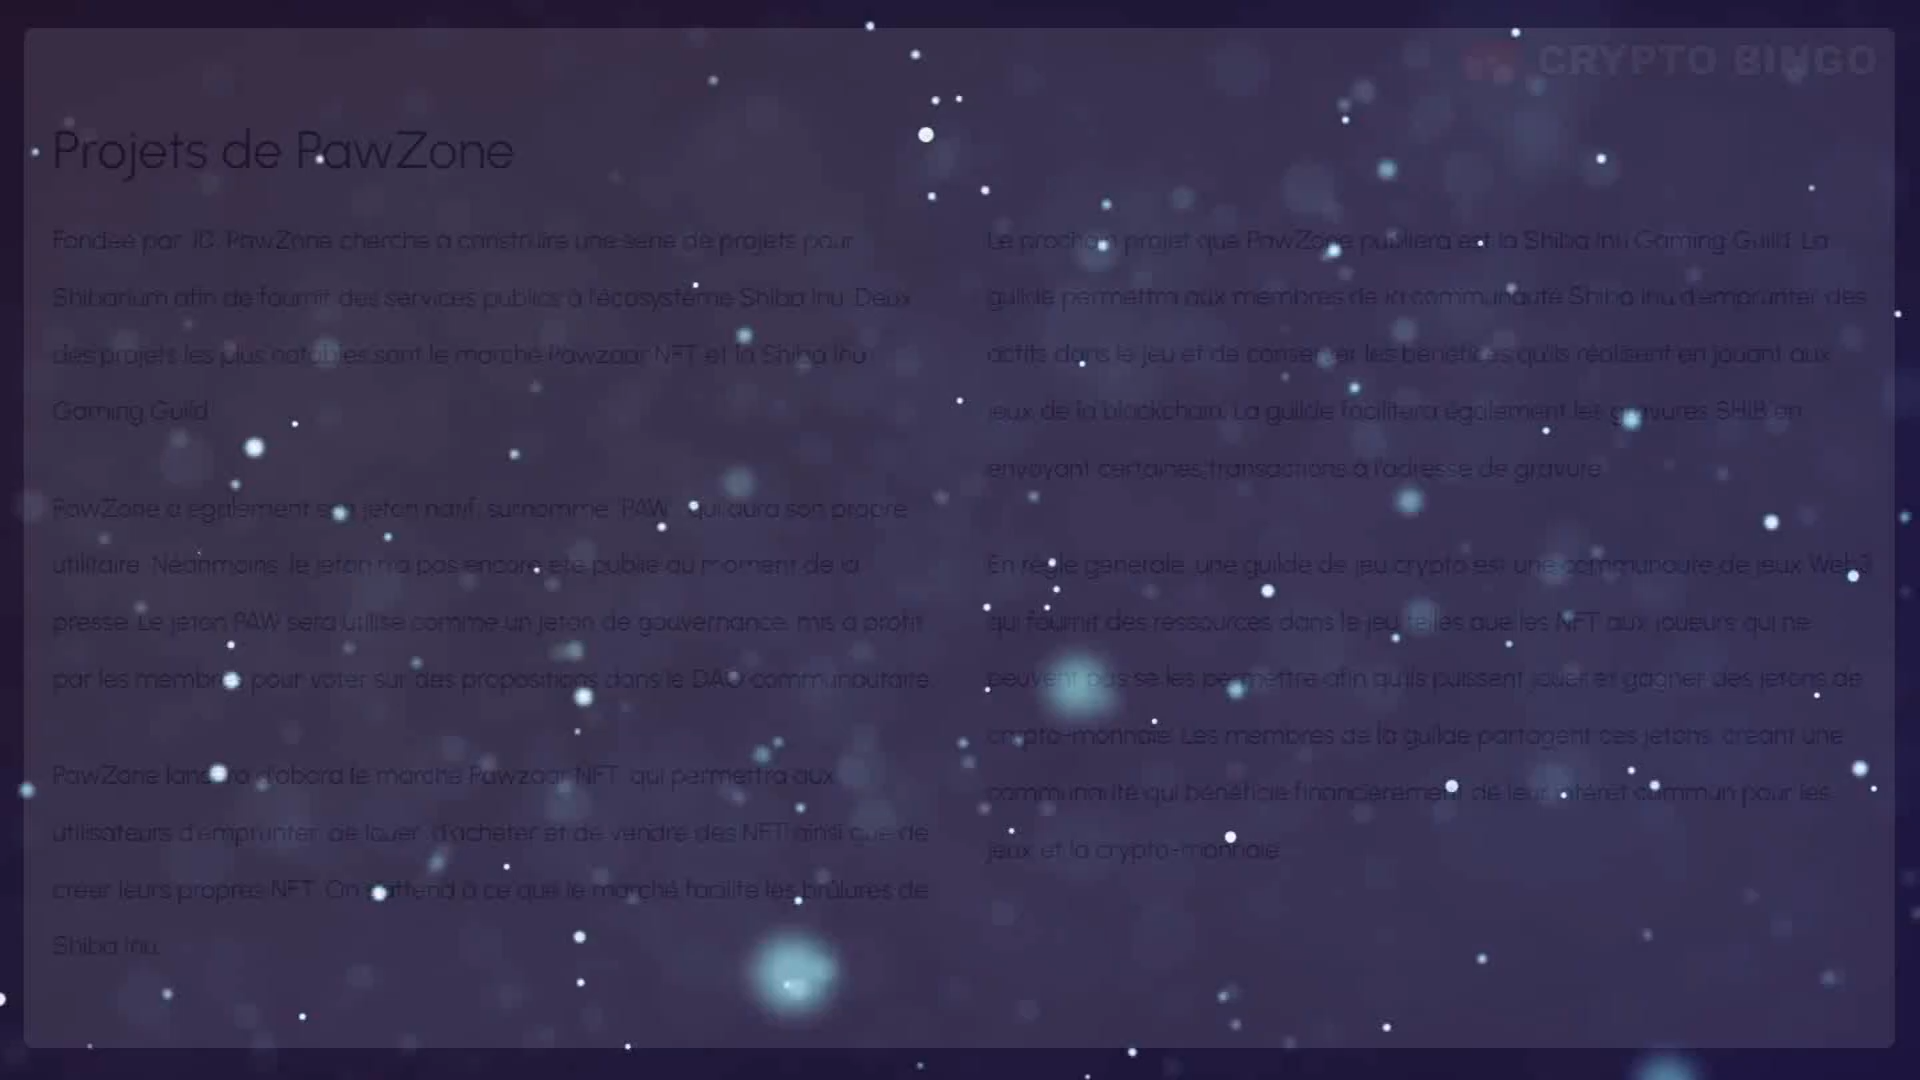 CRYPTO BINGO
Projets de PawZone
Fondée par JD, PawZone cherche à construire une série de projets pour
Shibarium afin de fournir des services publics à l'écosystème Shiba Inu. Deux
des projets les plus notables sont le marché Pawzaar NFT et la Shiba Inu
Gaming Guild.
PawZone a également son jeton natif, surnommé "PAW", qui aura son propre
utilitaire. Néanmoins, le jeton n'a pas encore été publié au moment de la
presse. Le jeton PAW sera utilisé comme un jeton de gouvernance, mis à profit
par les membres pour voter sur des propositions dans le DAO communautaire.
PawZone lancera d'abord le marché Pawzaar NFT, qui permettra aux
utilisateurs d'emprunter, de louer, d'acheter et de vendre des NFT ainsi que de
créer leurs propres NFT. On s'attend à ce que le marché facilite les brûlures de
Shiba Inu.
Le prochain projet que PawZone publiera est la Shiba Inu Gaming Guild. La
guilde permettra aux membres de la communauté Shiba Inu d'emprunter des
actifs dans le jeu et de conserver les bénéfices qu'ils réalisent en jouant aux
jeux de la blockchain. La guilde facilitera également les gravures SHIB en
envoyant certaines transactions à l'adresse de gravure.
En règle générale, une guilde de jeu crypto est une communauté de jeux Web3
qui fournit des ressources dans le jeu telles que les NFT aux joueurs qui ne
peuvent pas se les permettre afin qu'ils puissent jouer et gagner des jetons de
crypto-monnaie. Les membres de la guilde partagent ces jetons, créant une
communauté qui bénéficie financièrement de leur intérêt commun pour les
jeux et la crypto-monnaie.